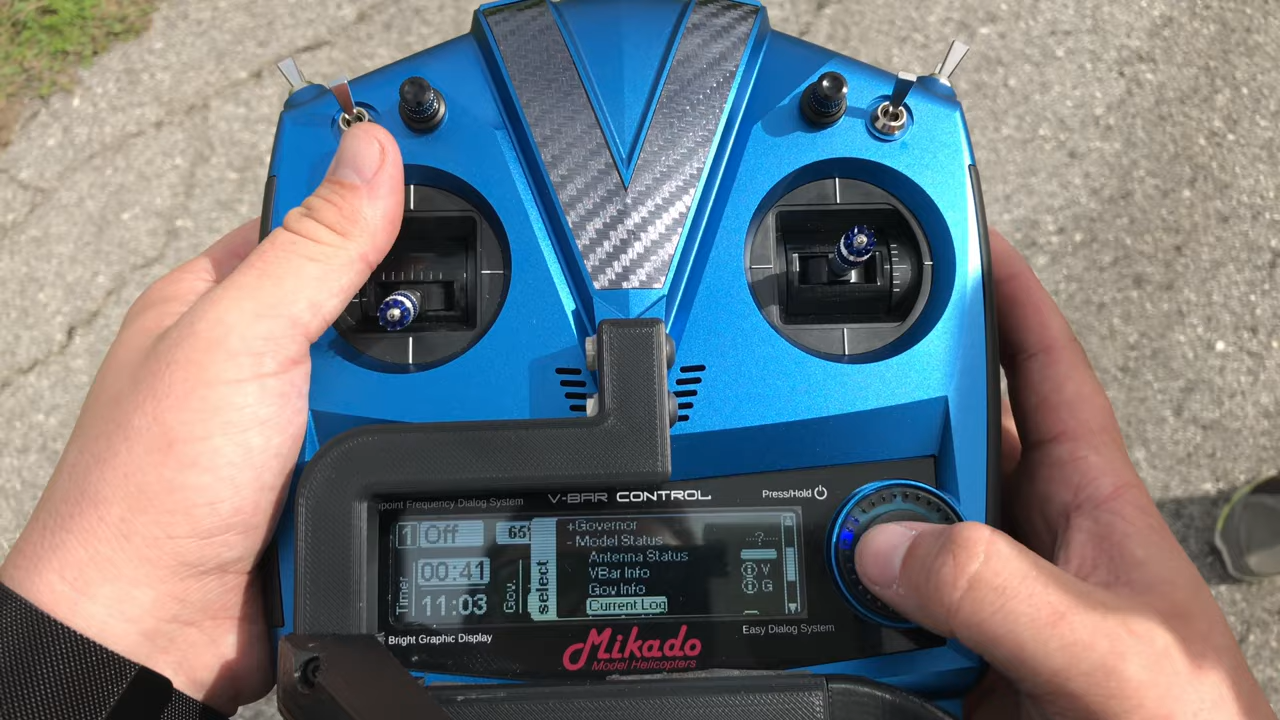 point Frequency Dialog System
V-BAR CONTROL
Press/Hold
1 Off 65
Timer 00:41
11:03
Gov.
select
+Governor
- Model Status
Antenna Status
VBar Info
Gov Info
Current Log
--?--
V
G
Bright Graphic Display
Mikado
Model Helicopters
Easy Dialog System